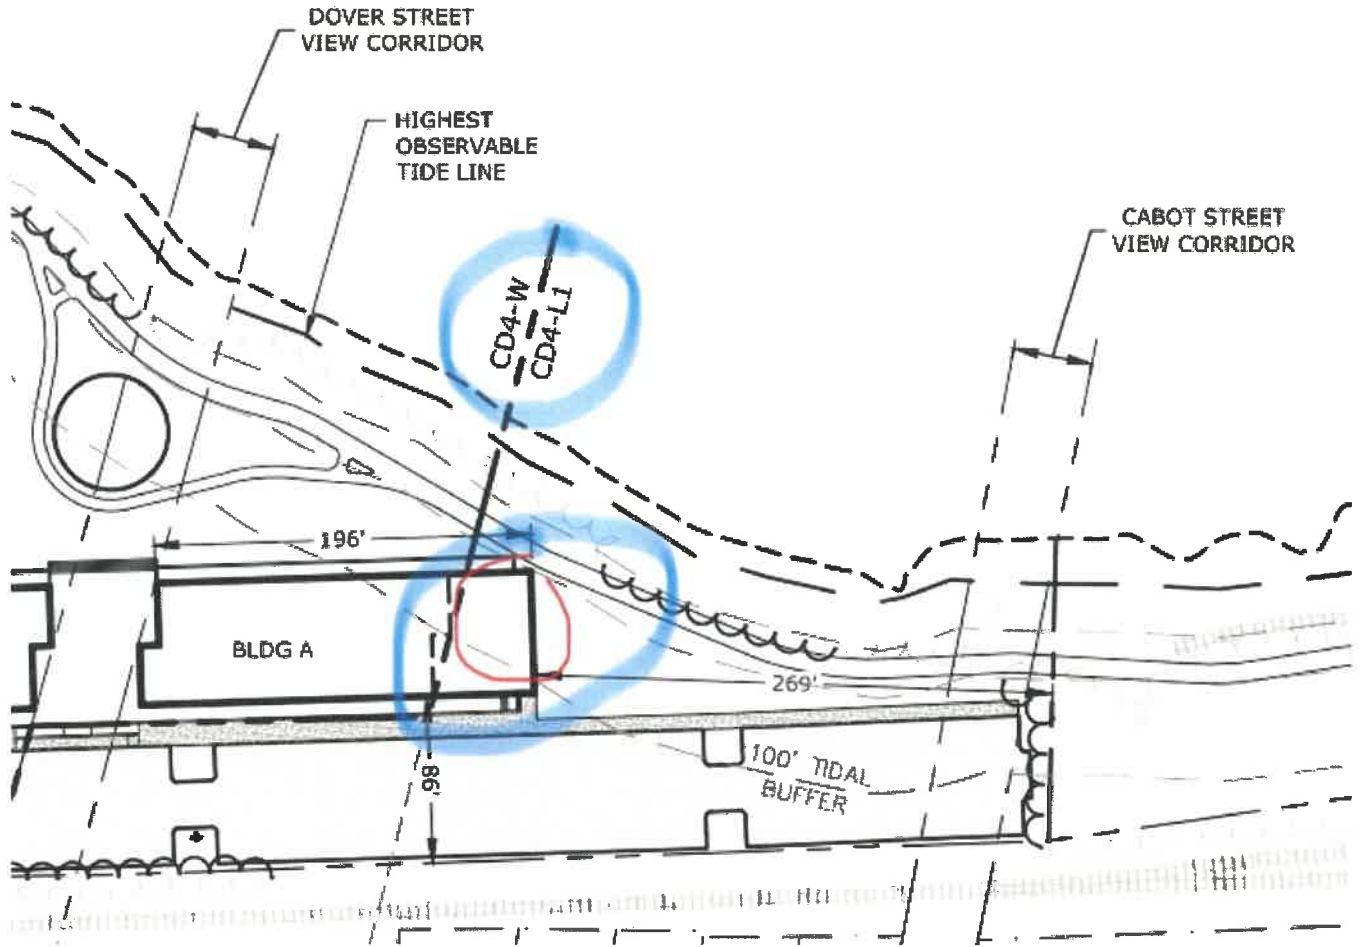 DOVER STREET
VIEW CORRIDOR
HIGHEST
OBSERVABLE
TIDE LINE
CABOT STREET
VIEW CORRIDOR
CD4-W
CD4-L1
196'
BLDG A
269'
100' TIDAL
BUFFER
86'